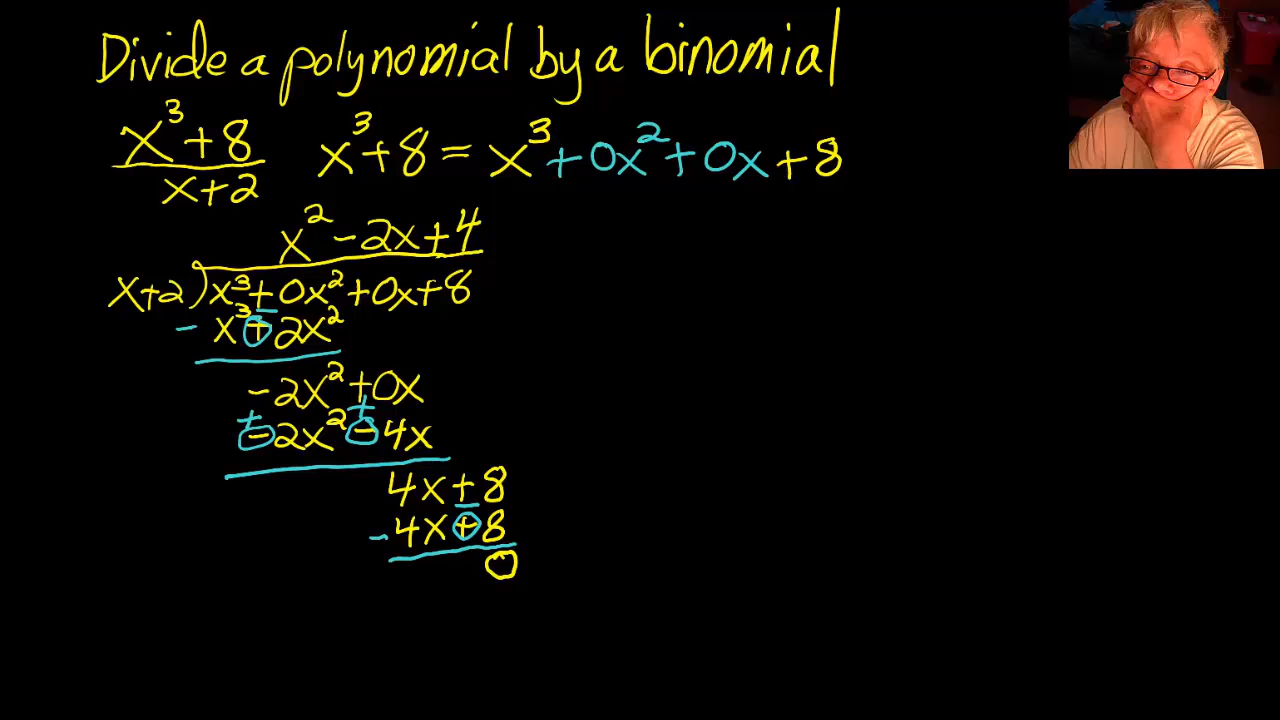 Divide a polynomial by a binomial
x³+8
x+2
x³+8 = x³+0x²+0x+8
x²-2x+4
x+2)x³+0x²+0x+8
- x³+2x²
-2x²+0x
+ +
-2x²-4x
4x+8
-4x+8
0